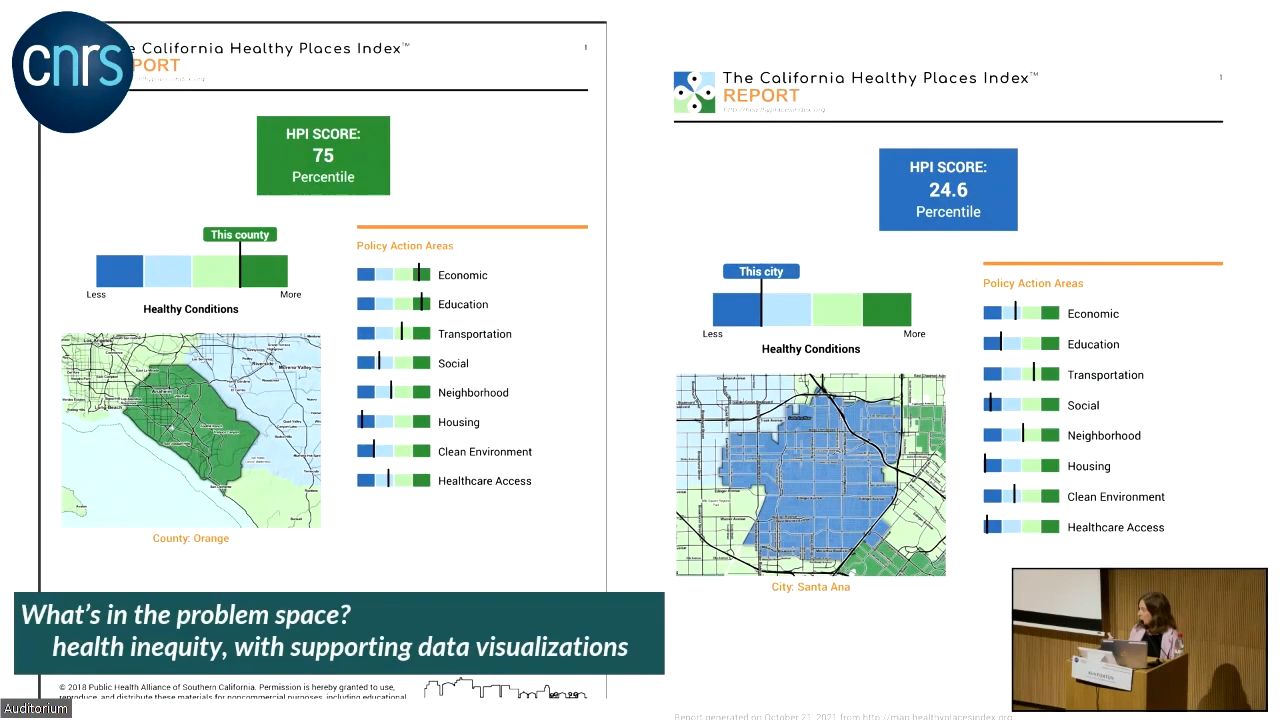 cnrs
e California Healthy Places Index™
PORT
1
HPI SCORE:
75
Percentile
This county
Less
More
Healthy Conditions
Policy Action Areas
Economic
Education
Transportation
Social
Neighborhood
Housing
Clean Environment
Healthcare Access
County: Orange
The California Healthy Places Index™
REPORT
1
HPI SCORE:
24.6
Percentile
This city
Less
More
Healthy Conditions
Policy Action Areas
Economic
Education
Transportation
Social
Neighborhood
Housing
Clean Environment
Healthcare Access
City: Santa Ana
What's in the problem space?
health inequity, with supporting data visualizations
© 2018 Public Health Alliance of Southern California. Permission is hereby granted to use,
reproduce, and distribute these materials for noncommercial purposes, including educational,
Auditorium
Report generated on October 21, 2021 from http://map.healthyplacesindex.org